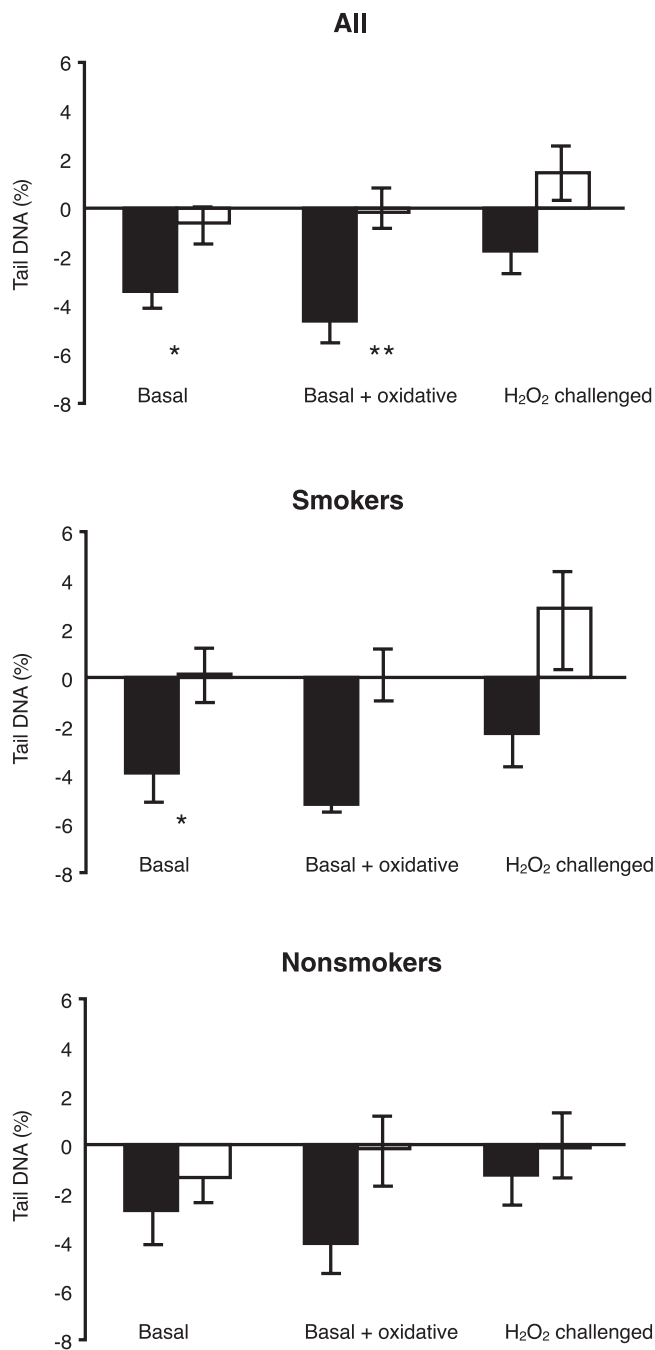 All
6
4
2
0
-2
-4
-6
-8
Tail DNA (%)
* **
Basal Basal + oxidative H₂O₂ challenged
Smokers
6
4
2
0
-2
-4
-6
-8
Tail DNA (%)
*
Basal Basal + oxidative H₂O₂ challenged
Nonsmokers
6
4
2
0
-2
-4
-6
-8
Tail DNA (%)
Basal Basal + oxidative H₂O₂ challenged